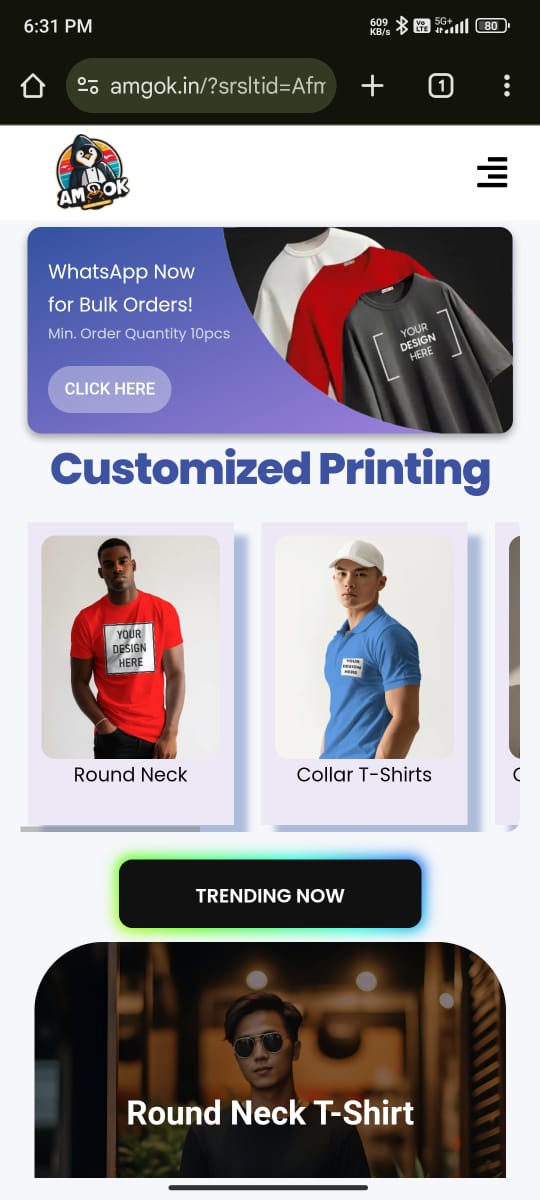 6:31 PM
609
KB/s
Vo
LTE
5G+
80
amgok.in/?srsltid=Afm
1
AMGOK
WhatsApp Now
for Bulk Orders!
Min. Order Quantity 10pcs
CLICK HERE
YOUR
DESIGN
HERE
Customized Printing
YOUR
DESIGN
HERE
YOUR
DESIGN
HERE
Round Neck
Collar T-Shirts
TRENDING NOW
Round Neck T-Shirt